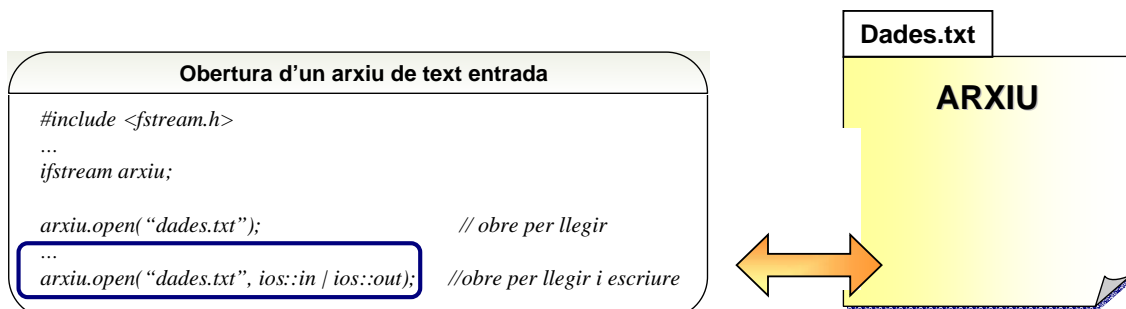 Dades.txt
Obertura d’un arxiu de text entrada
ARXIU
#include <fstream.h>
…
ifstream arxiu;
arxiu.open(“dades.txt”); // obre per llegir
…
arxiu.open(“dades.txt”, ios::in | ios::out); //obre per llegir i escriure